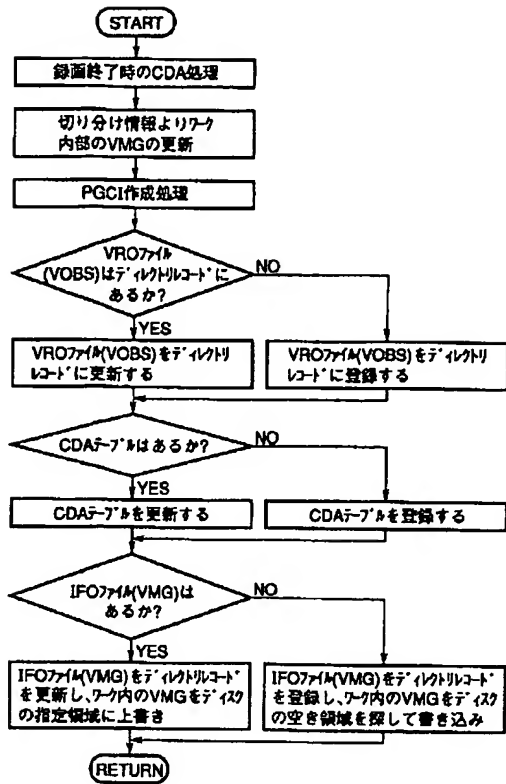 START
録画終了時のCDA処理
切り分け情報よりワーク
内部のVMGの更新
PGCI作成処理
VROファイル
(VOBS)はディレクトリレコードに
あるか?
NO
YES
VROファイル(VOBS)をディレクトリ
レコードに更新する
VROファイル(VOBS)をディレクトリ
レコードに登録する
CDAテーブルはあるか?
NO
YES
CDAテーブルを更新する
CDAテーブルを登録する
IFOファイル(VMG)は
あるか?
NO
YES
IFOファイル(VMG)をディレクトリレコード
を更新し、ワーク内のVMGをディスク
の指定領域に上書き
IFOファイル(VMG)をディレクトリレコード
を登録し、ワーク内のVMGをディスク
の空き領域を探して書き込み
RETURN